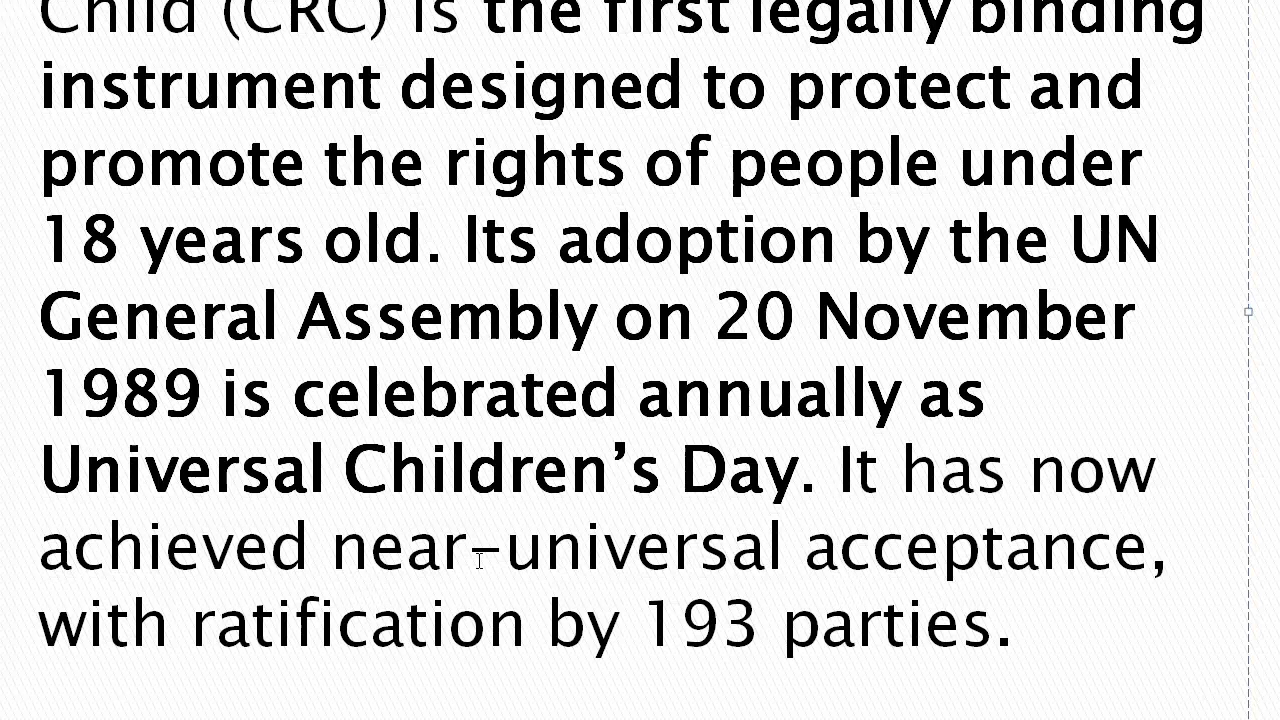 Child (CRC) is the first legally binding
instrument designed to protect and
promote the rights of people under
18 years old. Its adoption by the UN
General Assembly on 20 November
1989 is celebrated annually as
Universal Children’s Day. It has now
achieved near-universal acceptance,
with ratification by 193 parties.